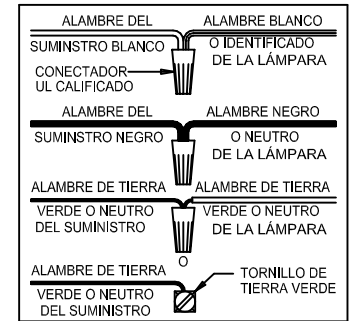 ALAMBRE DEL ALAMBRE BLANCO
SUMINSTRO BLANCO O IDENTIFICADO
DE LA LÁMPARA
CONECTADOR
UL CALIFICADO
ALAMBRE DEL ALAMBRE NEGRO
SUMINSTRO NEGRO O NEUTRO
DE LA LÁMPARA
ALAMBRE DE TIERRA ALAMBRE DE TIERRA
VERDE O NEUTRO VERDE O NEUTRO
DEL SUMINISTRO DE LA LÁMPARA
O
ALAMBRE DE TIERRA TORNILLO DE
VERDE O NEUTRO TIERRA VERDE
DEL SUMINISTRO